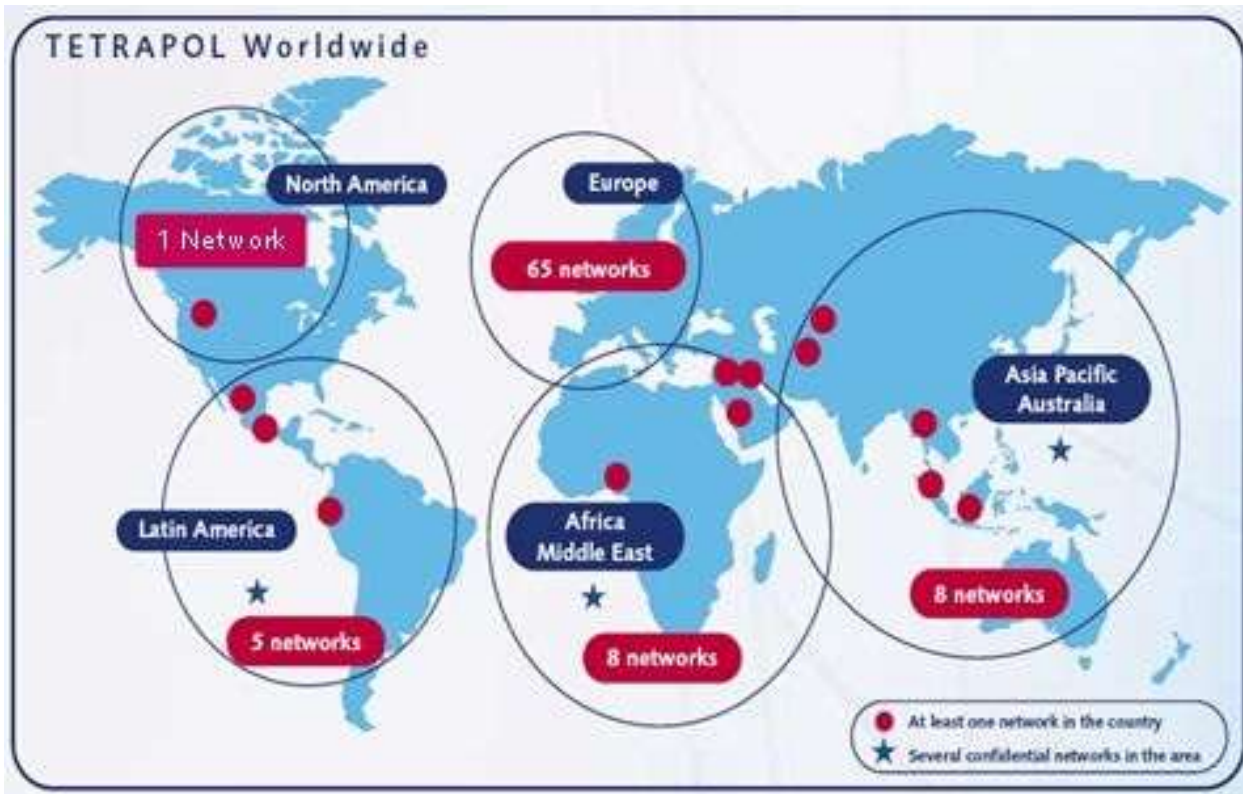 TETRAPOL Worldwide
North America
1 Network
Europe
65 networks
Asia Pacific
Australia
8 networks
Latin America
5 networks
Africa
Middle East
8 networks
At least one network in the country
Several confidential networks in the area